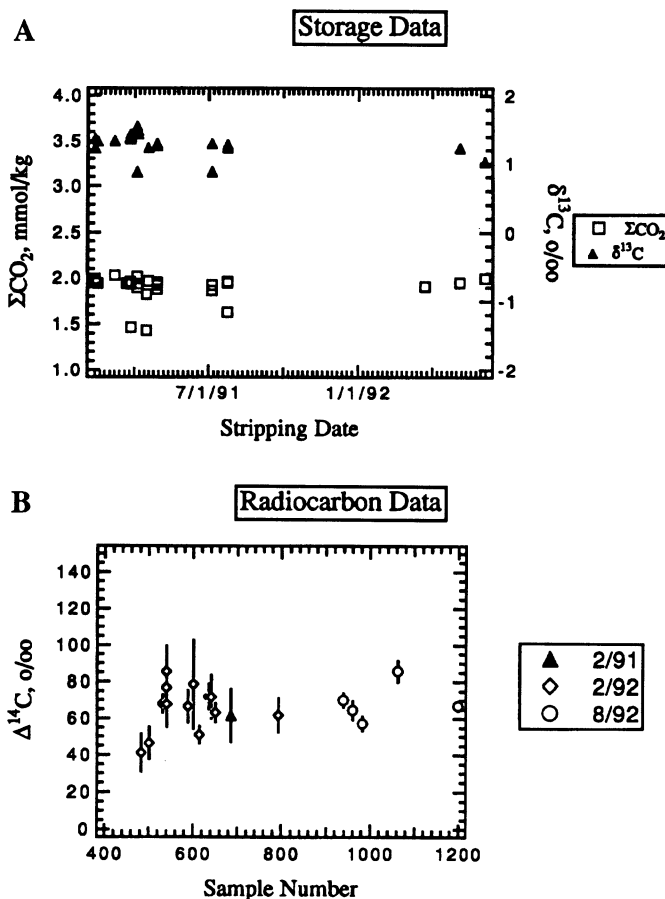 A
Storage Data
4.0
3.5
3.0
2.5
2.0
1.5
1.0
ΣCO₂, mmol/kg
2
1
0
-1
-2
δ¹³C, o/oo
□ ΣCO₂
▲ δ¹³C
7/1/91 1/1/92
Stripping Date
B
Radiocarbon Data
140
120
100
80
60
40
20
0
Δ¹⁴C, o/oo
▲ 2/91
◇ 2/92
○ 8/92
400 600 800 1000 1200
Sample Number